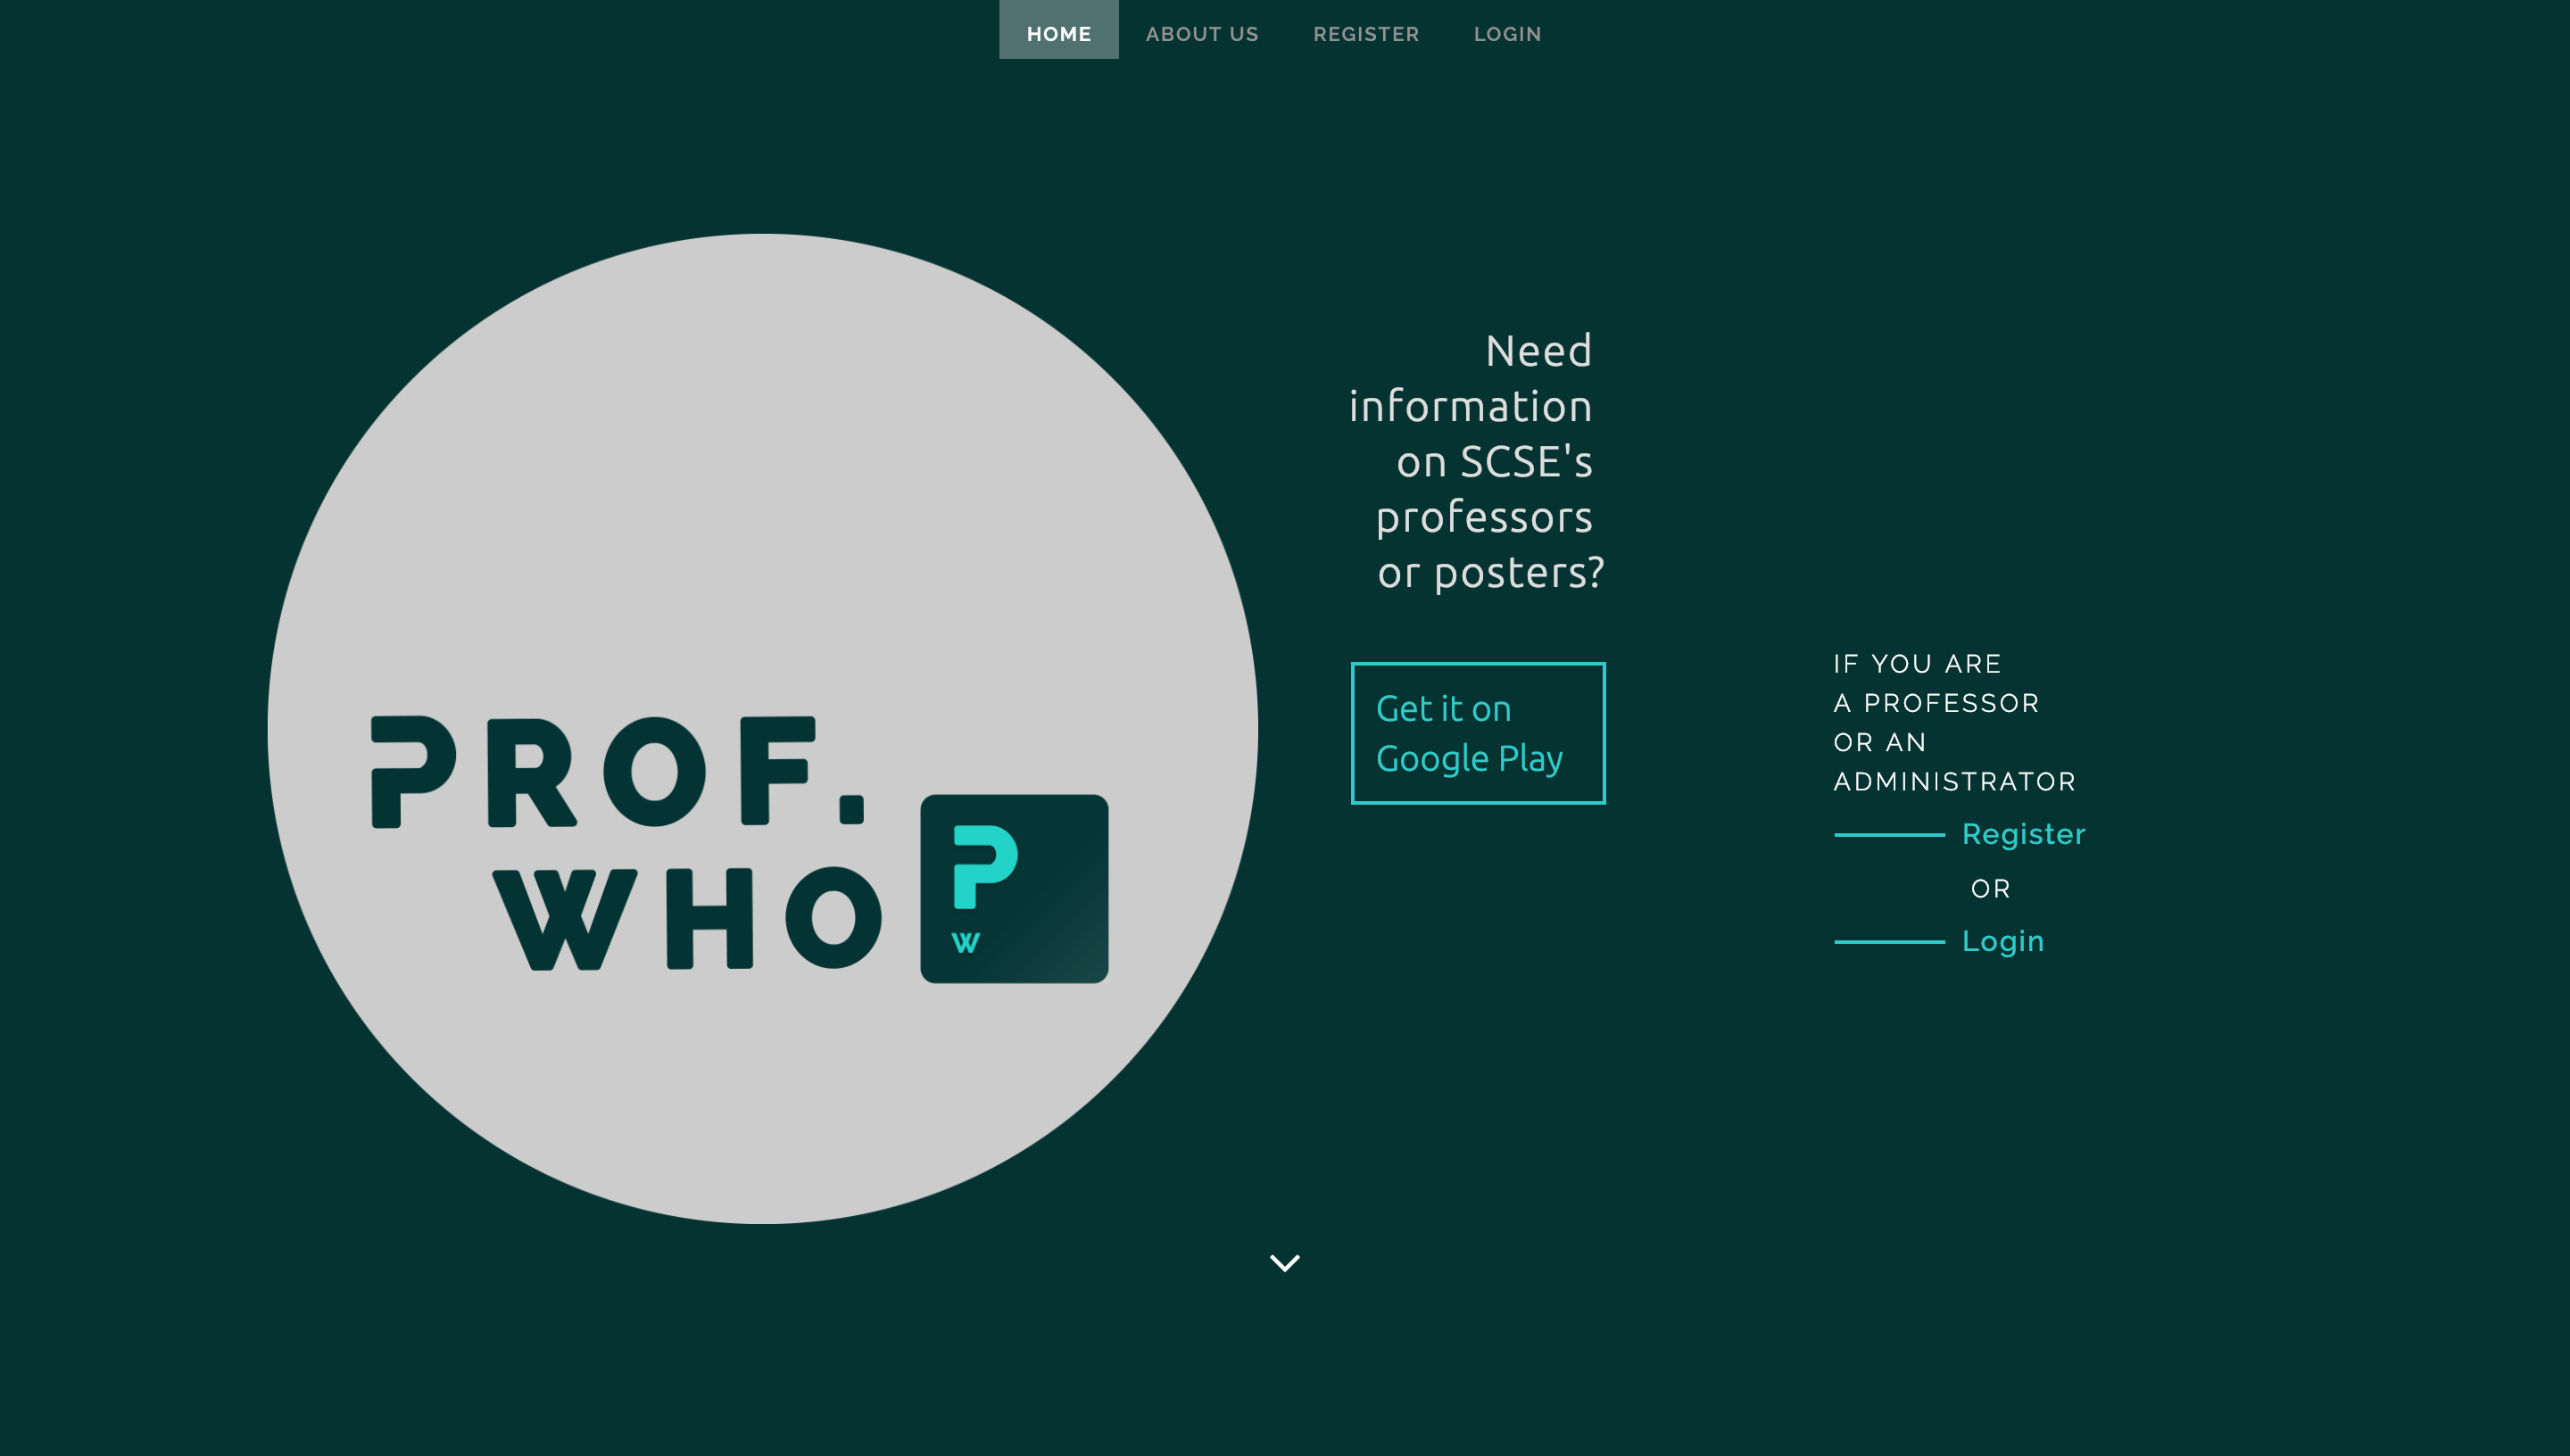 HOME ABOUT US REGISTER LOGIN
PROF.
WHO
P
W
Need
information
on SCSE's
professors
or posters?
Get it on
Google Play
IF YOU ARE
A PROFESSOR
OR AN
ADMINISTRATOR
Register
OR
Login